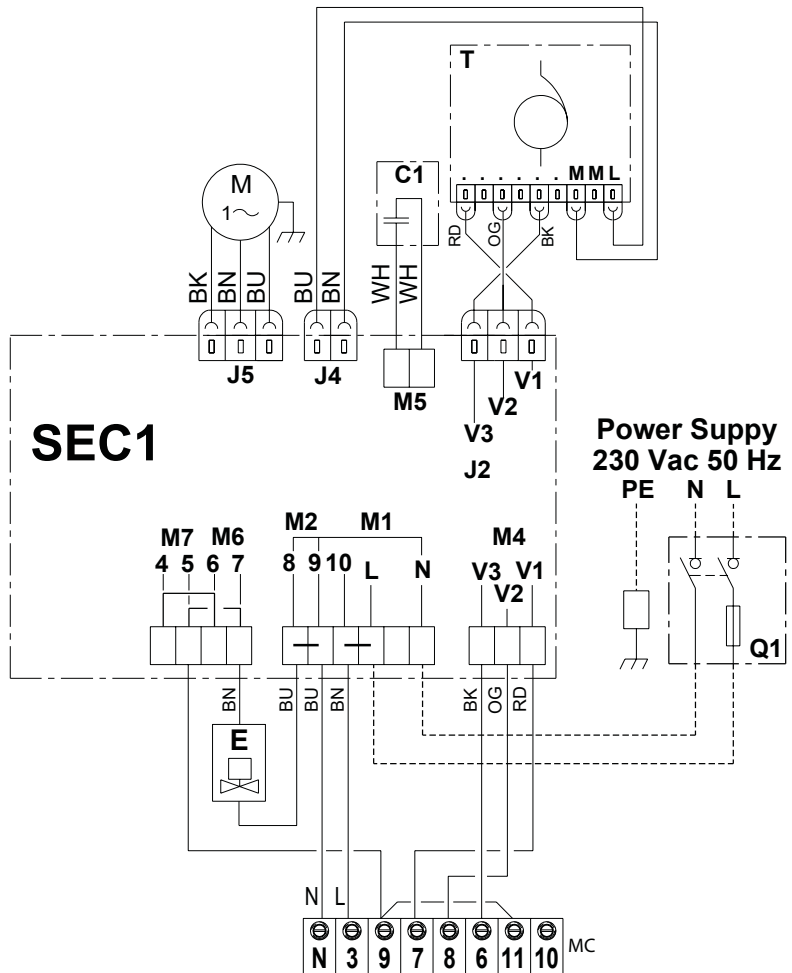 T
M
1~
C1
. . . . . . M M L
RD OG BK
BK BN BU BU BN WH WH
J5 J4 M5
V1
V2
V3
J2
SEC1
Power Suppy
230 Vac 50 Hz
PE N L
M7 M6 M2 M1 M4
4 5 6 7 8 9 10 L N V3 V2 V1
Q1
BN BU BU BN BK OG RD
E
N L
N 3 9 7 8 6 11 10 MC